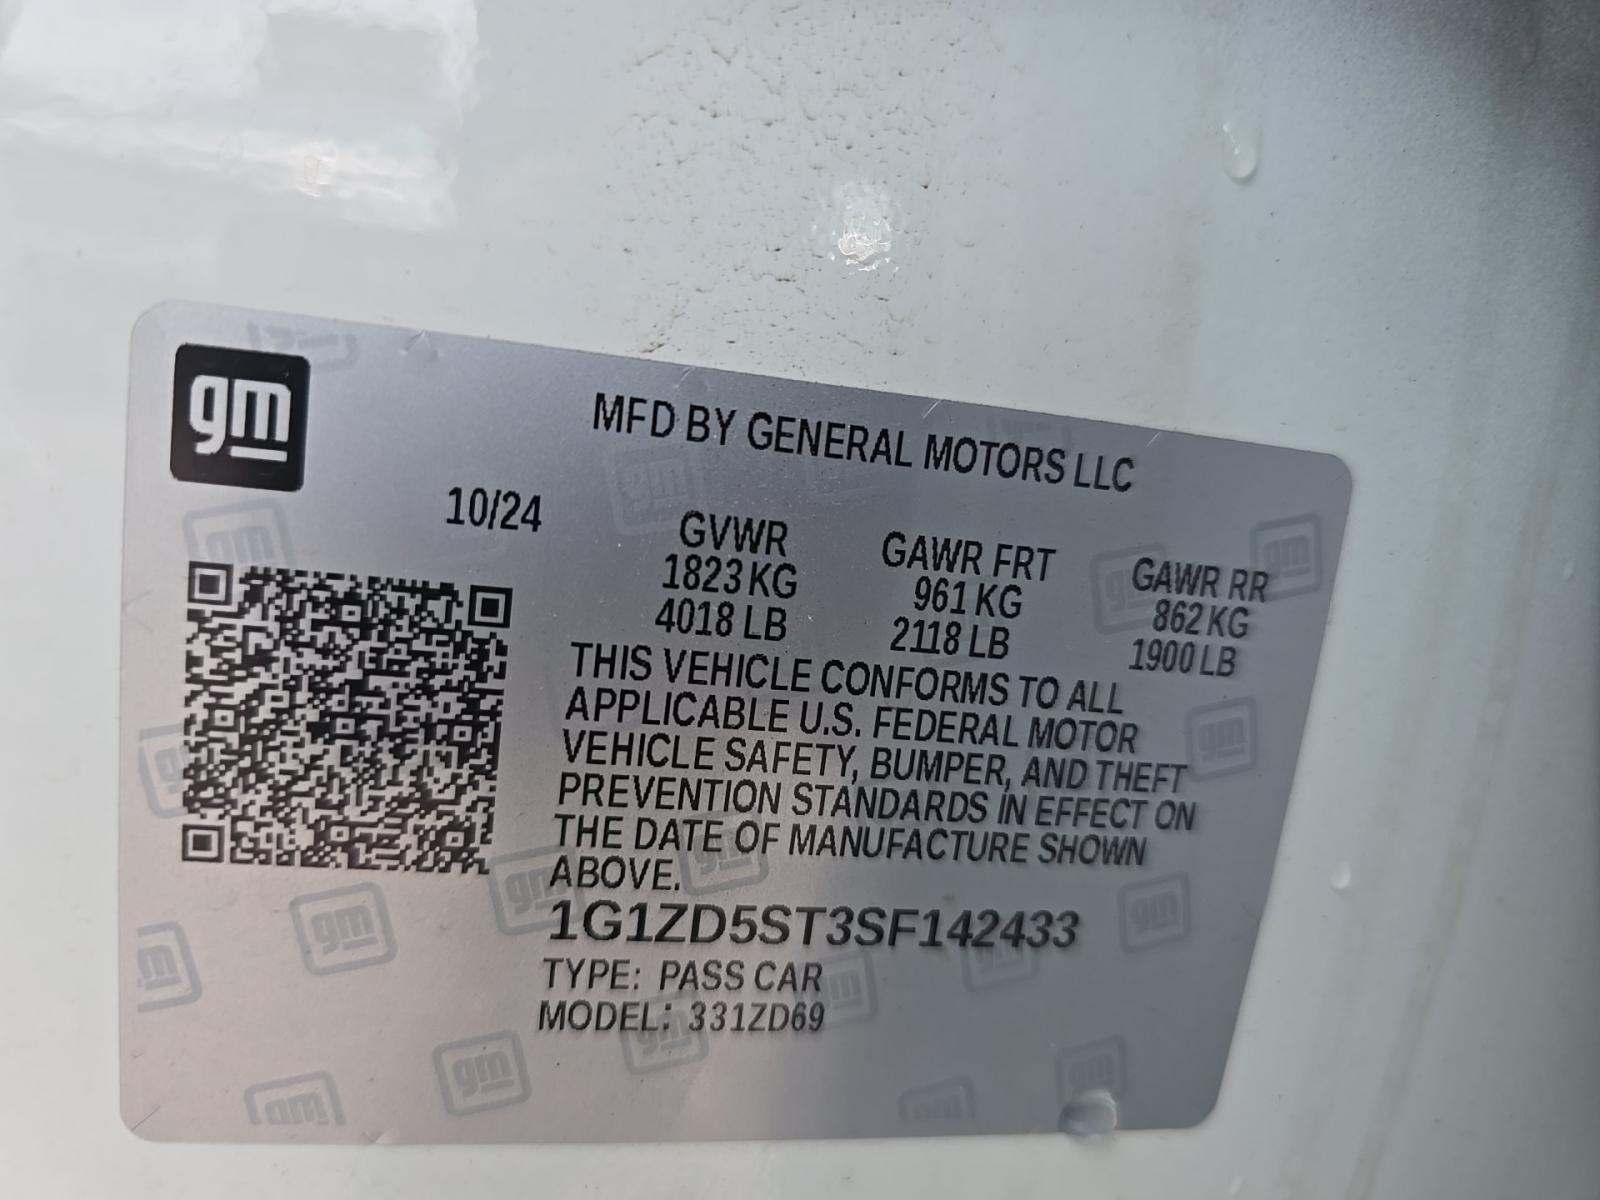 gm
MFD BY GENERAL MOTORS LLC
10/24
GVWR
1823 KG
4018 LB
GAWR FRT
961 KG
2118 LB
GAWR RR
862 KG
1900 LB
THIS VEHICLE CONFORMS TO ALL
APPLICABLE U.S. FEDERAL MOTOR
VEHICLE SAFETY, BUMPER, AND THEFT
PREVENTION STANDARDS IN EFFECT ON
THE DATE OF MANUFACTURE SHOWN
ABOVE.
1G1ZD5ST3SF142433
TYPE: PASS CAR
MODEL: 331ZD69